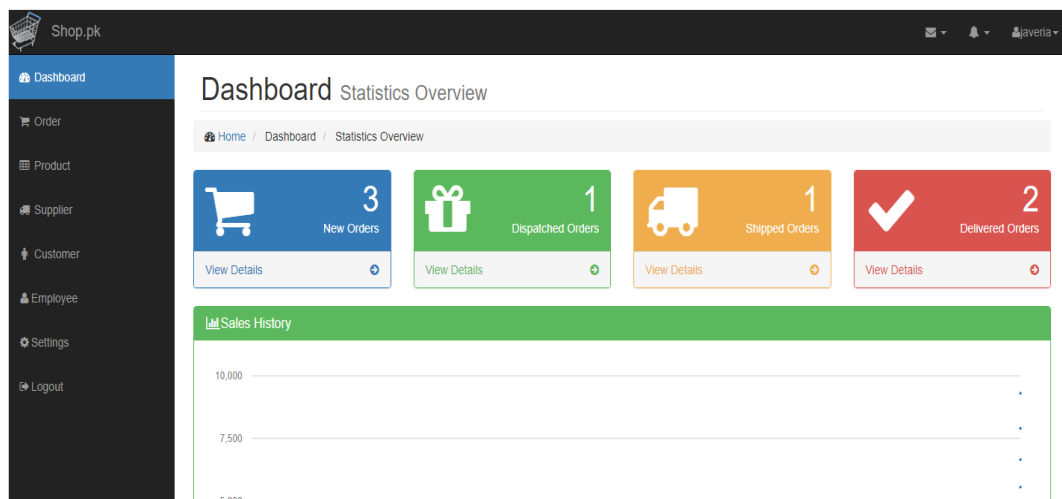 Shop.pk
javeria
Dashboard
Order
Product
Supplier
Customer
Employee
Settings
Logout
Dashboard Statistics Overview
Home / Dashboard / Statistics Overview
3
New Orders
View Details
1
Dispatched Orders
View Details
1
Shipped Orders
View Details
2
Delivered Orders
View Details
Sales History
10,000
7,500